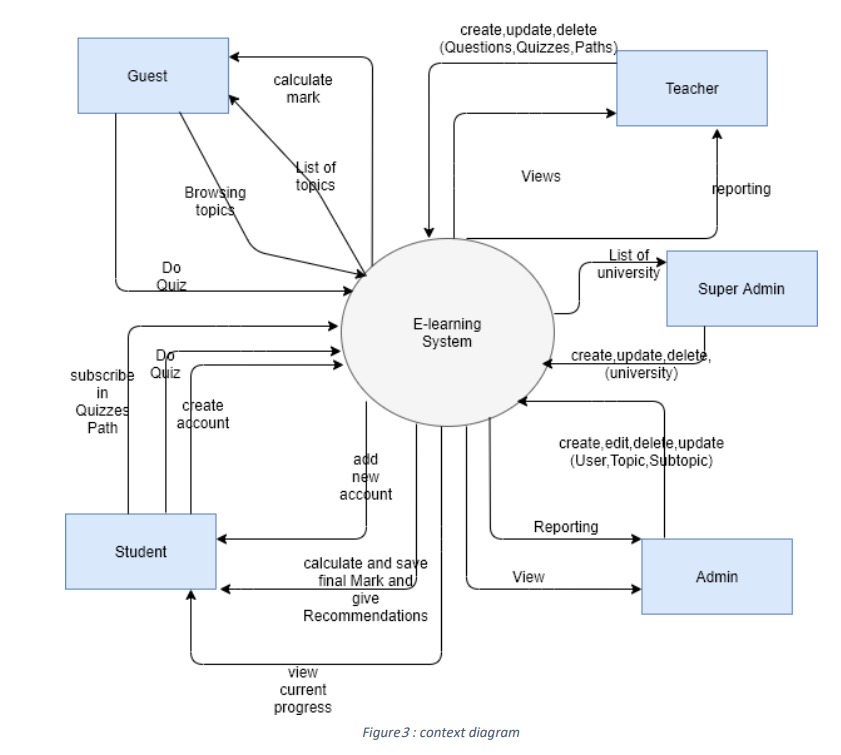 create,update,delete
(Questions,Quizzes,Paths)
Guest
calculate
mark
Teacher
List of
topics
Views
Browsing
topics
reporting
Do
Quiz
List of
university
Super Admin
E-learning
System
create,update,delete,
(university)
Do
Quiz
subscribe
in
Quizzes
Path
create
account
create,edit,delete,update
(User,Topic,Subtopic)
add
new
account
Reporting
Student
calculate and save
final Mark and
give
Recommendations
View
Admin
view
current
progress
Figure3 : context diagram